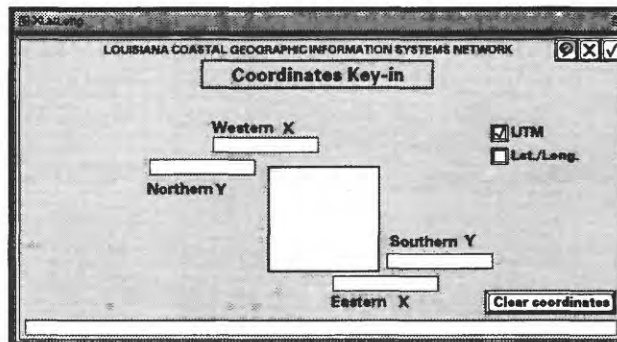 LOUISIANA COASTAL GEOGRAPHIC INFORMATION SYSTEMS NETWORK
Coordinates Key-in
Western X
UTM
Lat./Long.
Northern Y
Southern Y
Eastern X
Clear coordinates